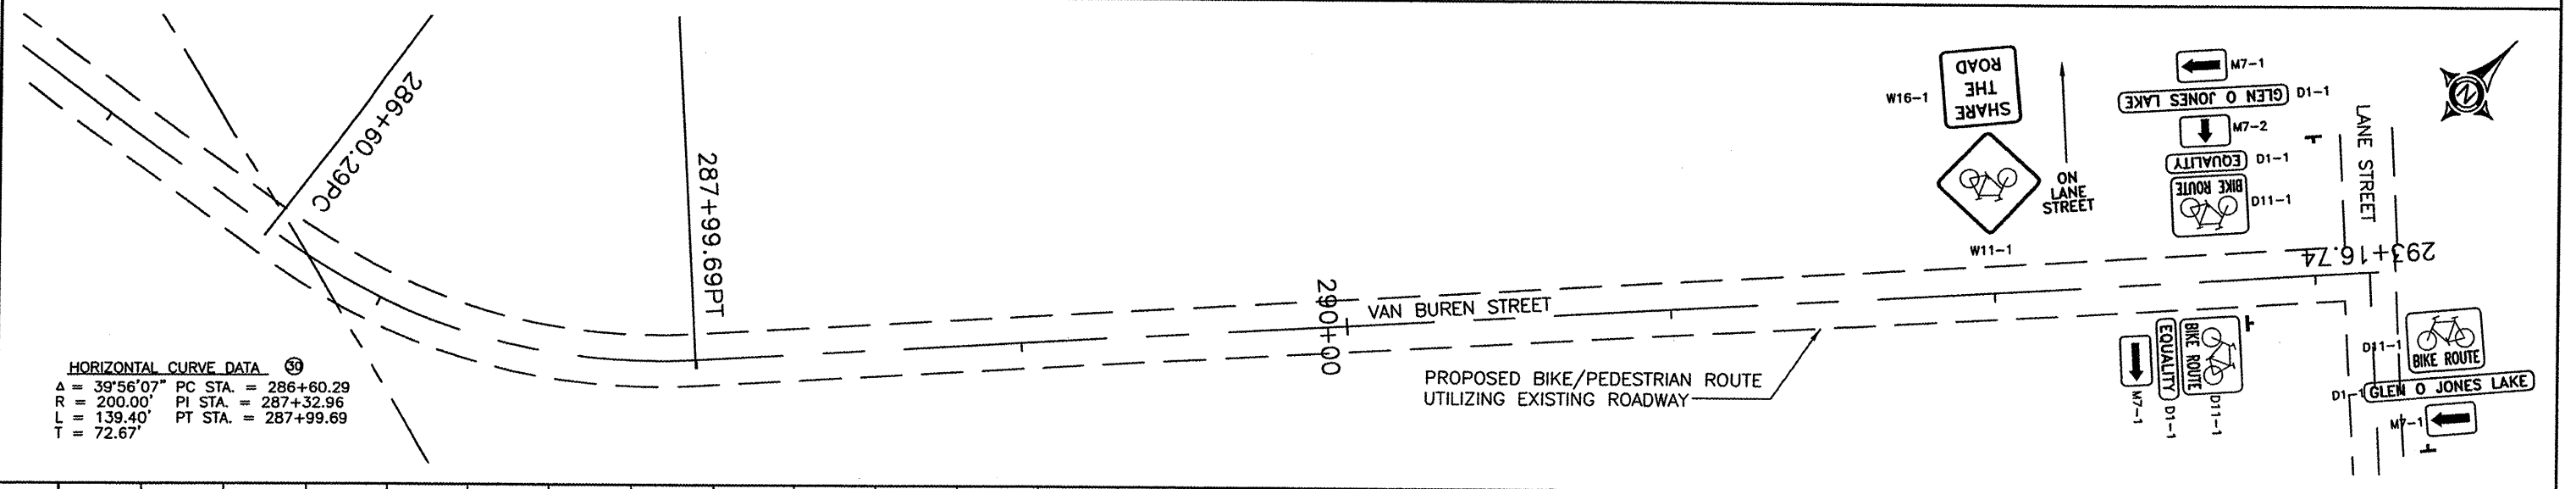 286+60.29PC
287+99.69PT
HORIZONTAL CURVE DATA 30
Δ = 39°56'07" PC STA. = 286+60.29
R = 200.00' PI STA. = 287+32.96
L = 139.40' PT STA. = 287+99.69
T = 72.67'
290+00
VAN BUREN STREET
PROPOSED BIKE/PEDESTRIAN ROUTE
UTILIZING EXISTING ROADWAY
W16-1
SHARE
THE
ROAD
W11-1
ON
LANE
STREET
M7-1
GLEN O JONES LAKE
D1-1
M7-2
EQUALITY
D1-1
BIKE ROUTE
D11-1
LANE STREET
N
293+16.74
M7-1
EQUALITY
D1-1
BIKE ROUTE
D11-1
D11-1
BIKE ROUTE
D1-1
GLEN O JONES LAKE
M7-1